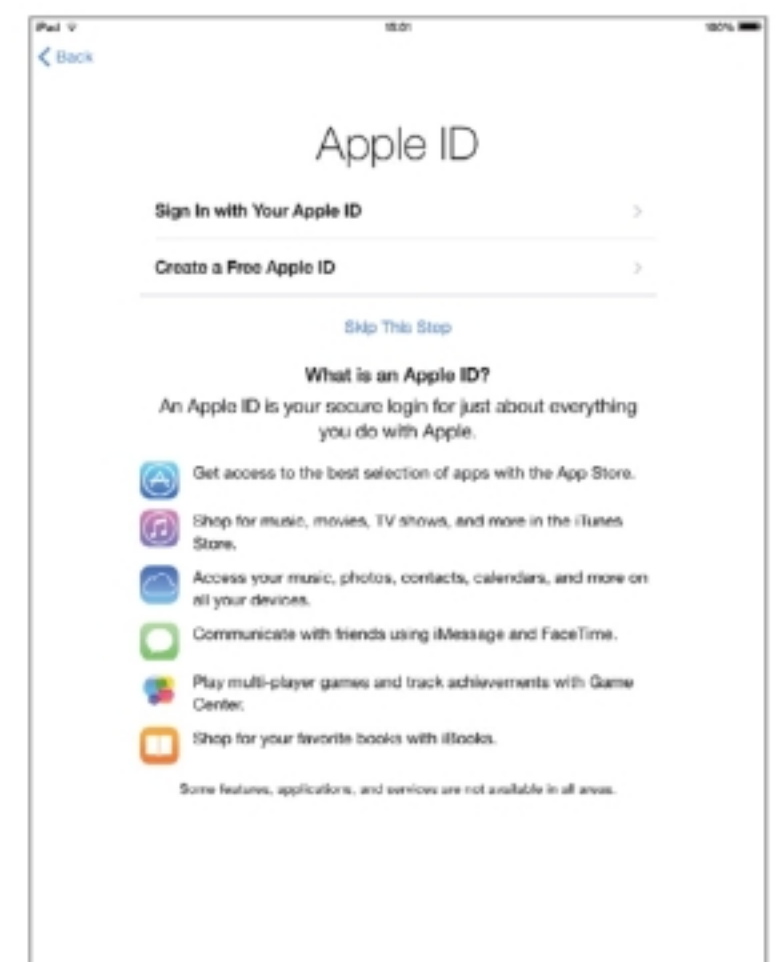 iPad
15:01
100%
Back
Apple ID
Sign In with Your Apple ID
Create a Free Apple ID
Skip This Step
What is an Apple ID?
An Apple ID is your secure login for just about everything
you do with Apple.
Get access to the best selection of apps with the App Store.
Shop for music, movies, TV shows, and more in the iTunes
Store.
Access your music, photos, contacts, calendars, and more on
all your devices.
Communicate with friends using iMessage and FaceTime.
Play multi-player games and track achievements with Game
Center.
Shop for your favorite books with iBooks.
Some features, applications, and services are not available in all areas.